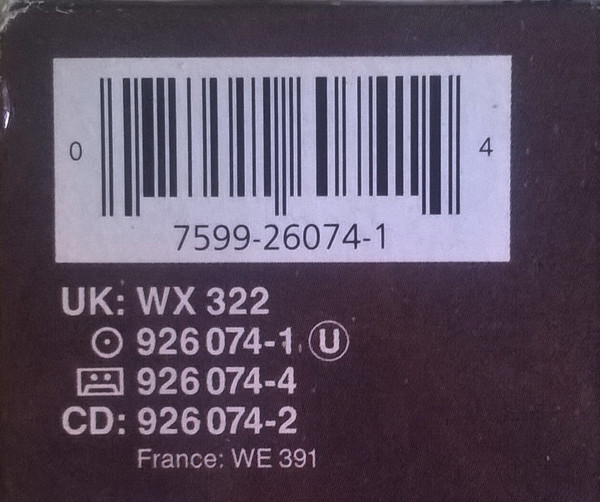 0 4
7599-26074-1
UK: WX 322
926 074-1 U
926 074-4
CD: 926 074-2
France: WE 391